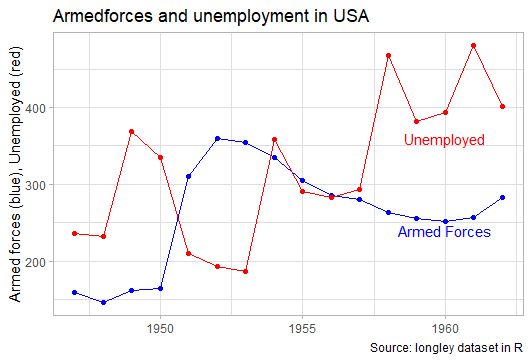 Armedforces and unemployment in USA
Armed forces (blue), Unemployed (red)
400
300
200
Unemployed
Armed Forces
1950
1955
1960
Source: longley dataset in R